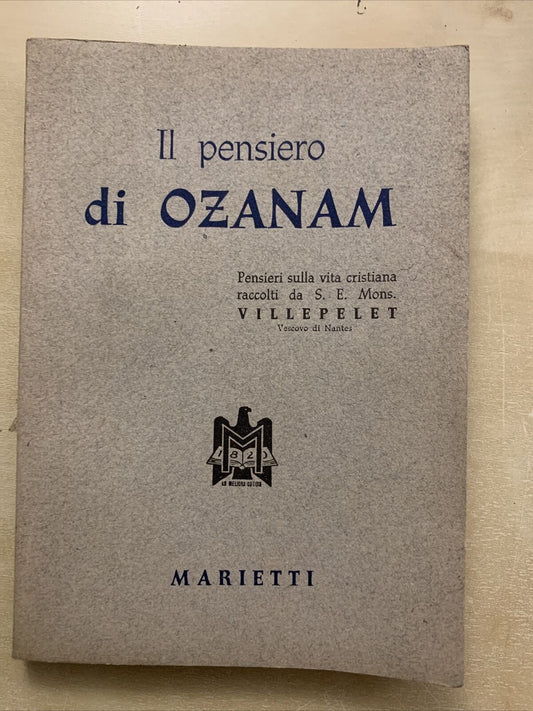 Il pensiero
di OZANAM
Pensieri sulla vita cristiana
raccolti da S. E. Mons.
VILLEPELET
Vescovo di Nantes
M
1820
MARIETTI